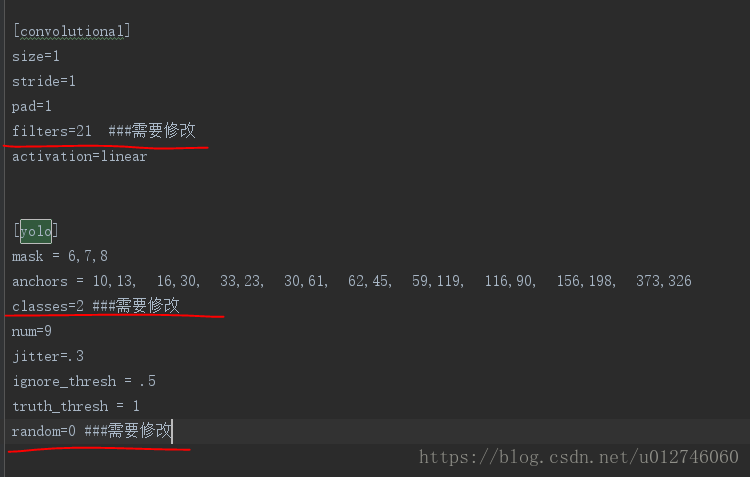 [convolutional]
size=1
stride=1
pad=1
filters=21  ###需要修改
activation=linear
[yolo]
mask = 6,7,8
anchors = 10,13,  16,30,  33,23,  30,61,  62,45,  59,119,  116,90,  156,198,  373,326
classes=2 ###需要修改
num=9
jitter=.3
ignore_thresh = .5
truth_thresh = 1
random=0 ###需要修改
https://blog.csdn.net/u012746060